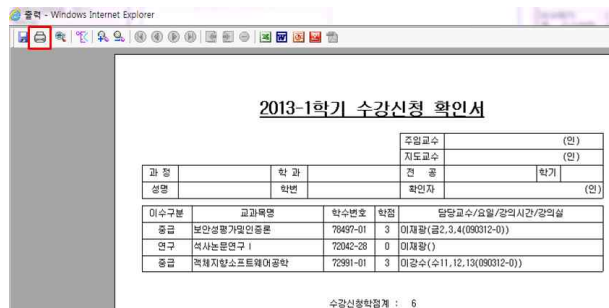 출력 - Windows Internet Explorer
2013-1학기 수강신청 확인서
주임교수 (인)
지도교수 (인)
과 정 학 과 전 공 학기
성명 학번 확인자 (인)
이수구분 교과목명 학수번호 학점 담당교수/요일/강의시간/강의실
중급 보안성평가및인증론 78497-01 3 이재광(금2,3,4(090312-0))
연구 석사논문연구 I 72042-28 0 이재광()
중급 객체지향소프트웨어공학 72991-01 3 이강수(수11,12,13(090312-0))
수강신청학점계 : 6